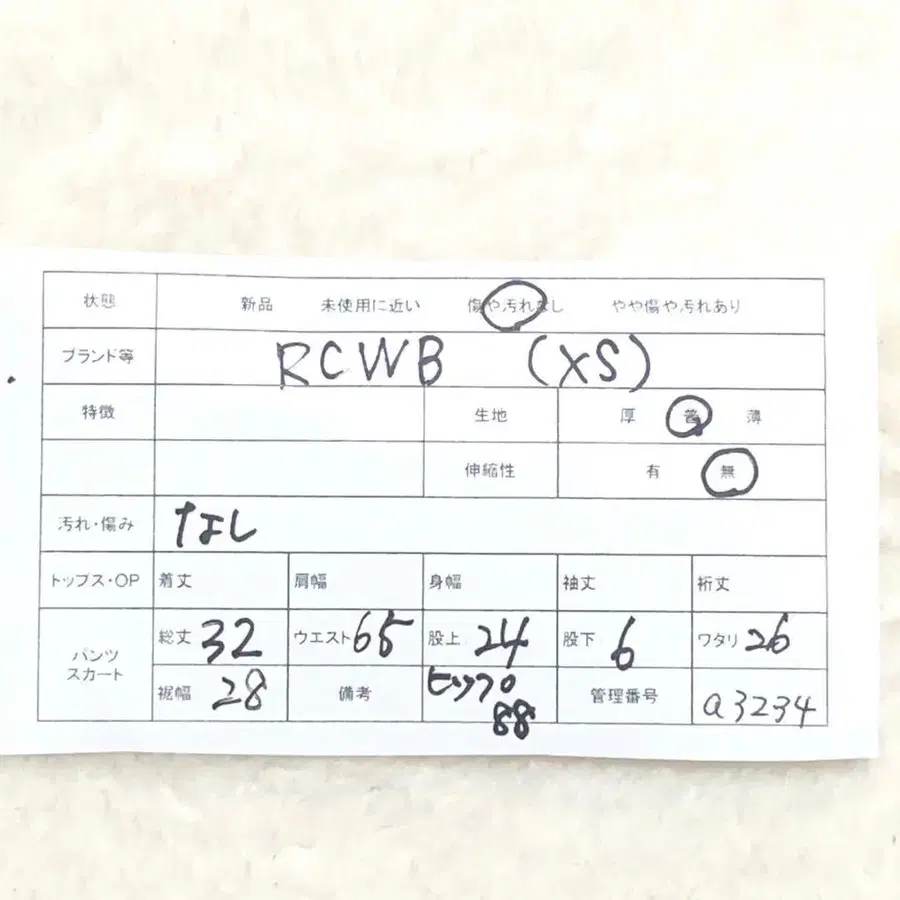 状態 新品 未使用に近い 傷や汚れなし やや傷や汚れあり
ブランド等 RCWB (XS)
特徴 生地 厚 普 薄
伸縮性 有 無
汚れ・傷み なし
トップス・OP 着丈 肩幅 身幅 袖丈 裄丈
パンツ スカート
総丈 32 ウエスト 65 股上 24 股下 6 ワタリ 26
裾幅 28 備考 ヒップ 88 管理番号 a3234